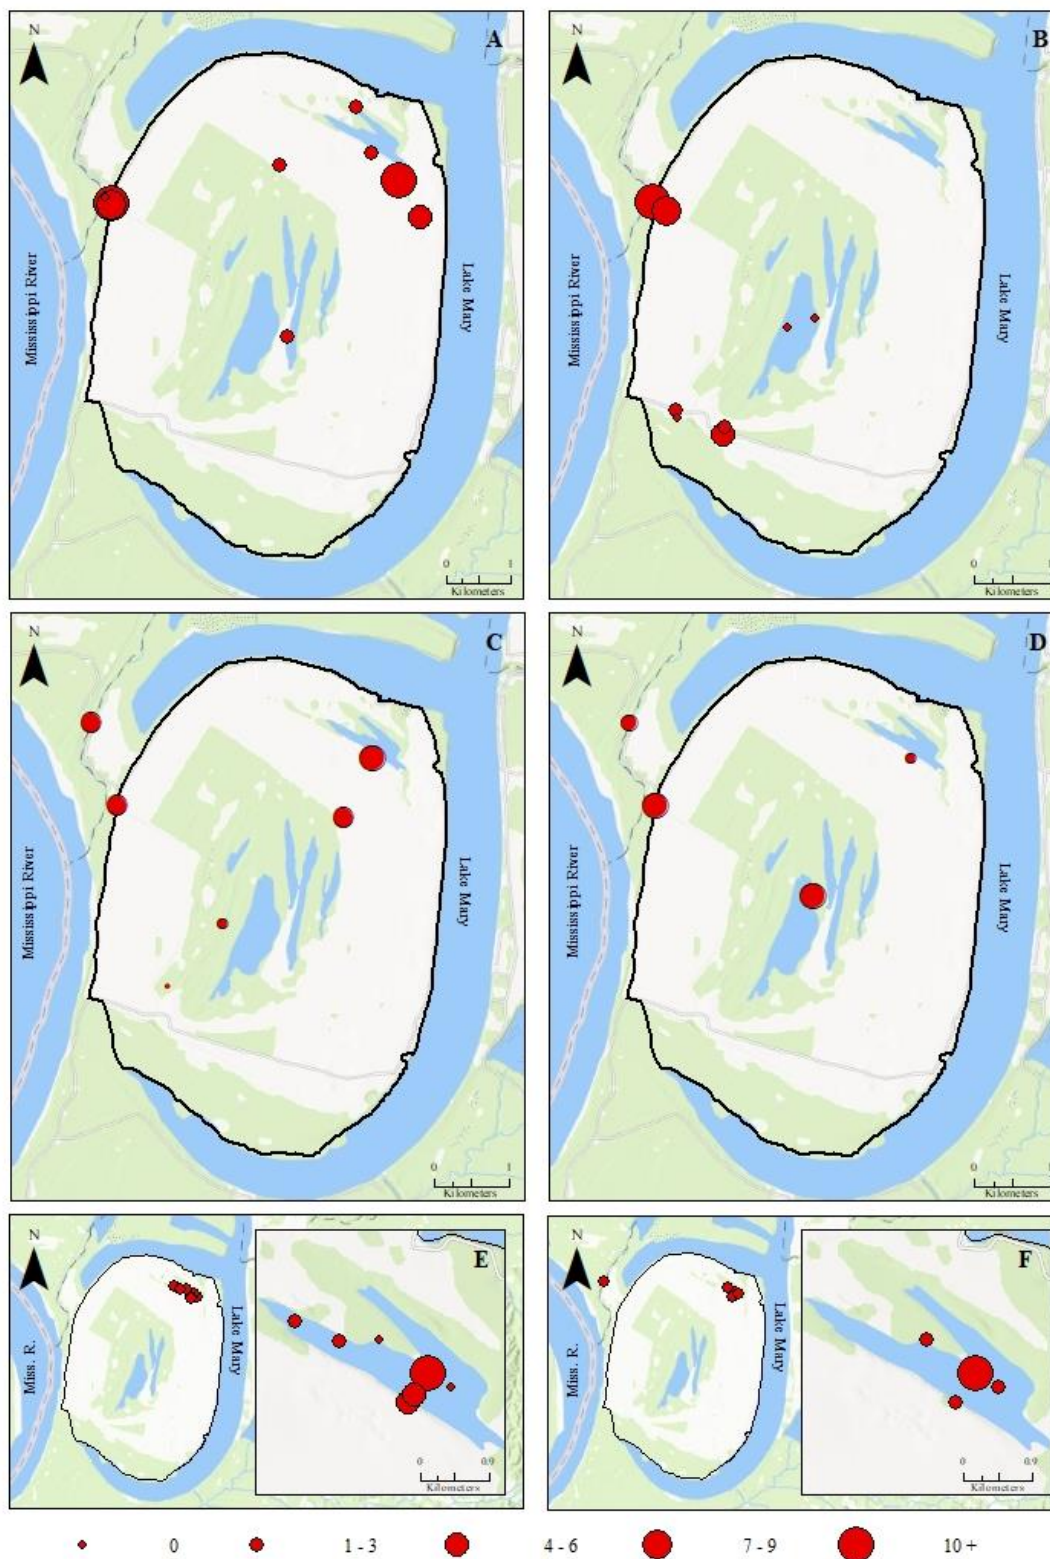 N
A
Mississippi River
Lake Mary
0 1
Kilometers
N
B
Mississippi River
Lake Mary
0 1
Kilometers
N
C
Mississippi River
Lake Mary
0 1
Kilometers
N
D
Mississippi River
Lake Mary
0 1
Kilometers
N
E
Miss. R.
Lake Mary
0 0.9
Kilometers
N
F
Miss. R.
Lake Mary
0 0.9
Kilometers
0 1 - 3 4 - 6 7 - 9 10 +